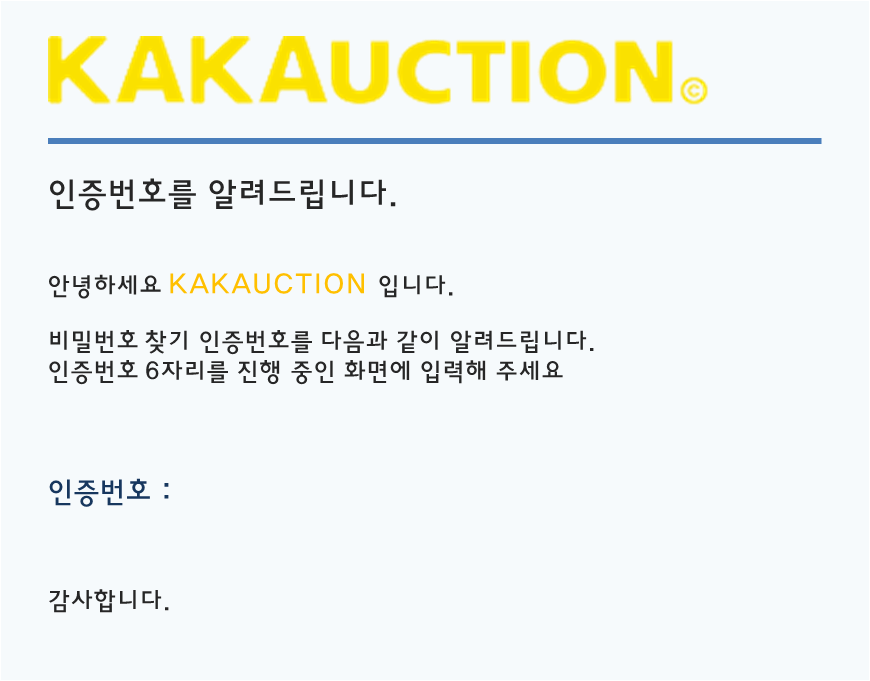 KAKAUCTION©
인증번호를 알려드립니다.
안녕하세요 KAKAUCTION 입니다.
비밀번호 찾기 인증번호를 다음과 같이 알려드립니다.
인증번호 6자리를 진행 중인 화면에 입력해 주세요
인증번호 :
감사합니다.